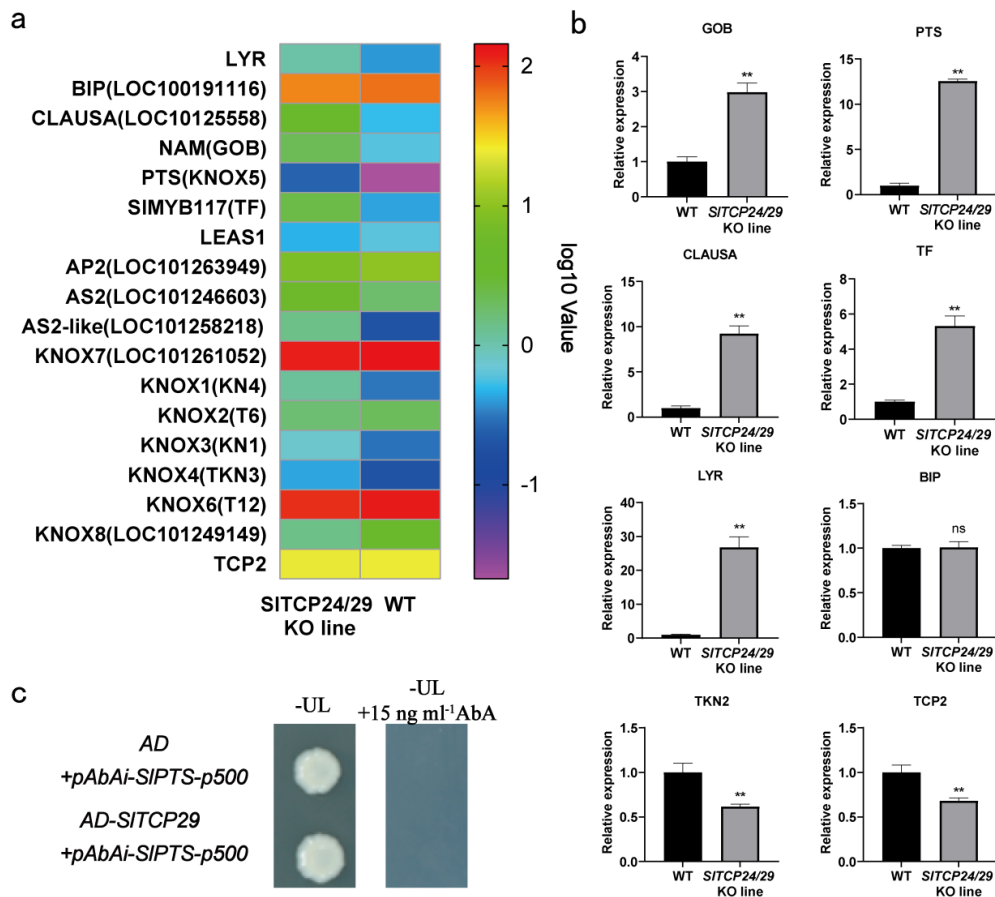 a
LYR
BIP(LOC100191116)
CLAUSA(LOC10125558)
NAM(GOB)
PTS(KNOX5)
SlMYB117(TF)
LEAS1
AP2(LOC101263949)
AS2(LOC101246603)
AS2-like(LOC101258218)
KNOX7(LOC101261052)
KNOX1(KN4)
KNOX2(T6)
KNOX3(KN1)
KNOX4(TKN3)
KNOX6(T12)
KNOX8(LOC101249149)
TCP2
SlTCP24/29 WT
KO line
2
1
0
-1
log10 Value
b
GOB
Relative expression
4
3
2
1
0
**
WT
SlTCP24/29
KO line
PTS
Relative expression
15
10
5
0
**
WT
SlTCP24/29
KO line
CLAUSA
Relative expression
15
10
5
0
**
WT
SlTCP24/29
KO line
TF
Relative expression
8
6
4
2
0
**
WT
SlTCP24/29
KO line
LYR
Relative expression
40
30
20
10
0
**
WT
SlTCP24/29
KO line
BIP
Relative expression
1.5
1.0
0.5
0.0
ns
WT
SlTCP24/29
KO line
TKN2
Relative expression
1.5
1.0
0.5
0.0
**
WT
SlTCP24/29
KO line
TCP2
Relative expression
1.5
1.0
0.5
0.0
**
WT
SlTCP24/29
KO line
c
-UL
-UL
+15 ng ml⁻¹AbA
AD
+pAbAi-SlPTS-p500
AD-SlTCP29
+pAbAi-SlPTS-p500